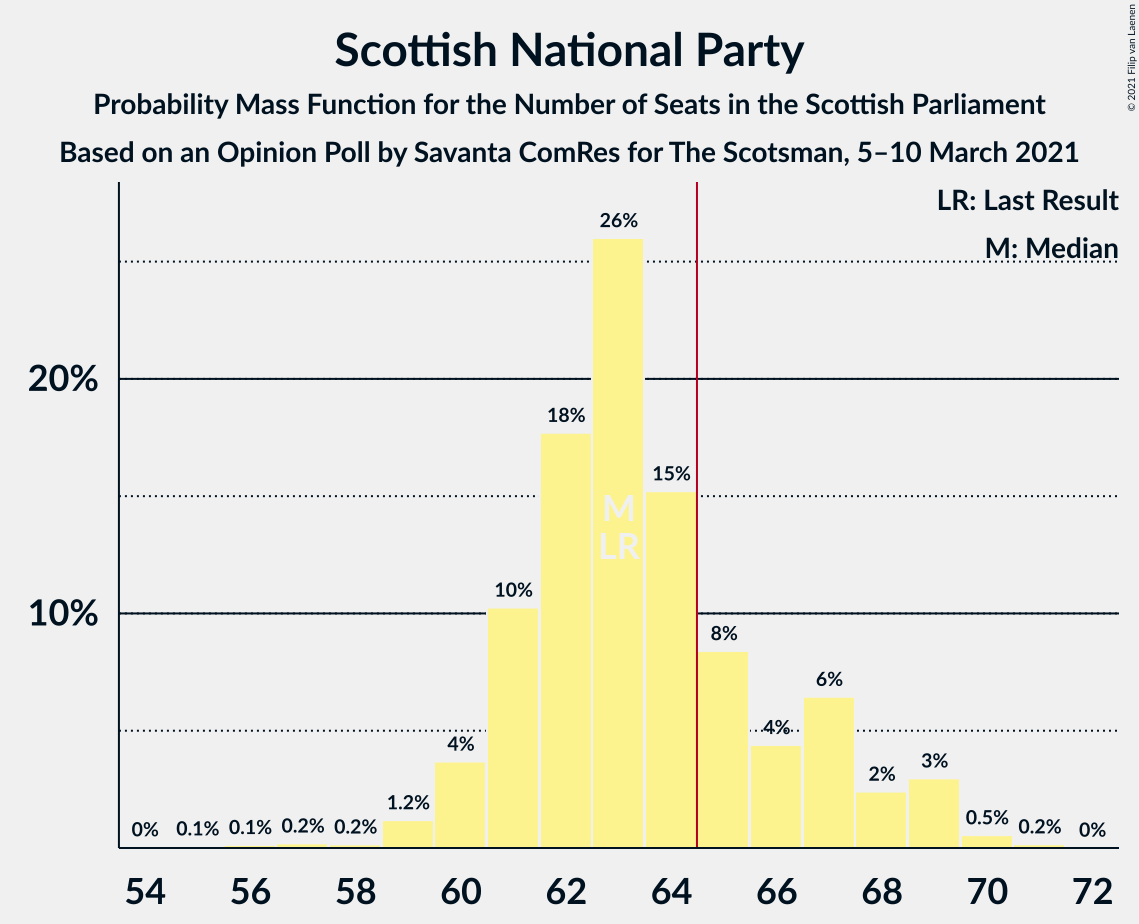 Scottish National Party
Probability Mass Function for the Number of Seats in the Scottish Parliament
Based on an Opinion Poll by Savanta ComRes for The Scotsman, 5–10 March 2021
© 2021 Filip van Laenen
LR: Last Result
M: Median
20%
10%
0%
0.1%
0.1%
0.2%
0.2%
1.2%
4%
10%
18%
26%
15%
8%
4%
6%
2%
3%
0.5%
0.2%
0%
M
LR
54 56 58 60 62 64 66 68 70 72